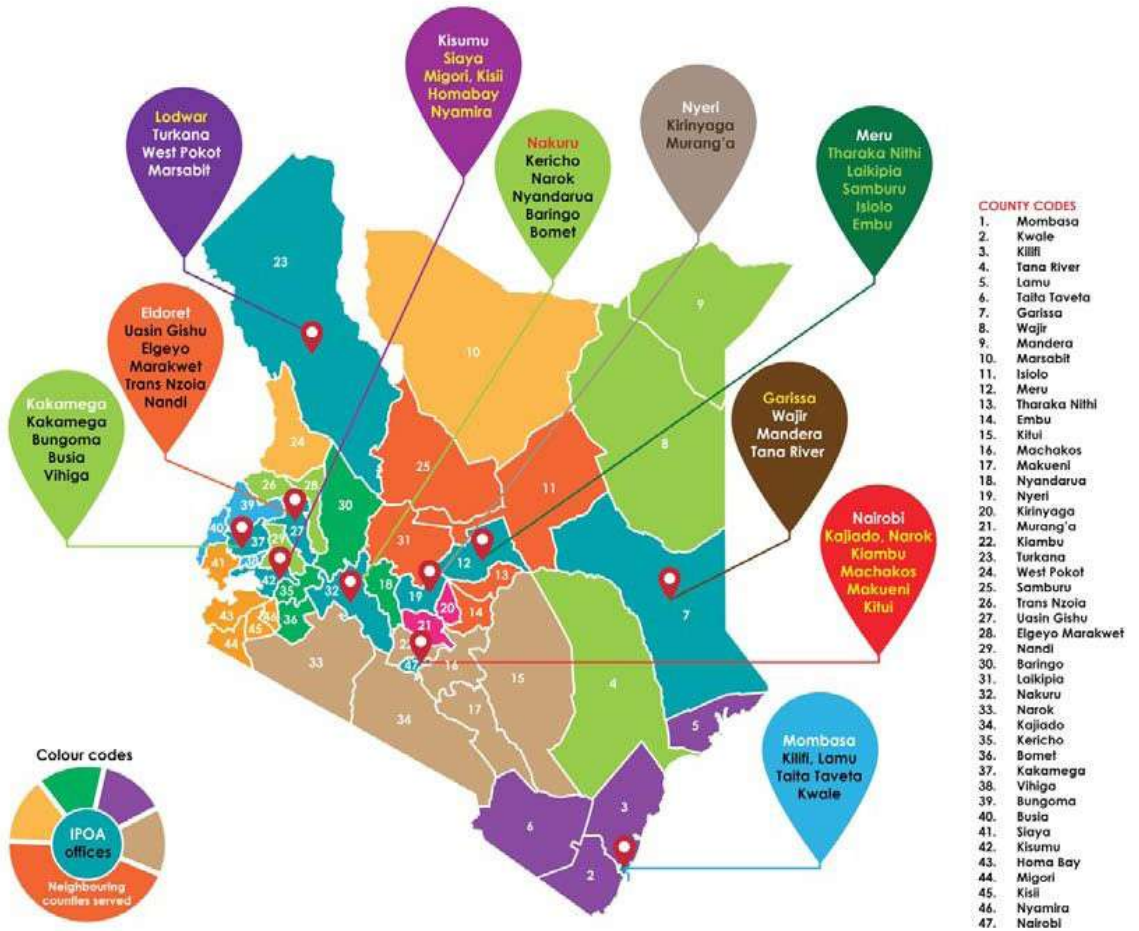 Kisumu
Siaya
Migori, Kisii
Homabay
Nyamira
Lodwar
Turkana
West Pokot
Marsabit
Nakuru
Kericho
Narok
Nyandarua
Baringo
Bomet
Nyeri
Kirinyaga
Murang'a
Meru
Tharaka Nithi
Laikipia
Samburu
Isiolo
Embu
Eldoret
Uasin Gishu
Elgeyo
Marakwet
Trans Nzoia
Nandi
Kakamega
Kakamega
Bungoma
Busia
Vihiga
Garissa
Wajir
Mandera
Tana River
Nairobi
Kajiado, Narok
Kiambu
Machakos
Makueni
Kitui
Mombasa
Kilifi, Lamu
Taita Taveta
Kwale
23
10
9
8
24
25
11
26
28
30
39
40
27
37
29
31
12
41
42
35
32
18
19
13
20
14
7
43
46
45
44
36
21
47
16
33
15
4
34
17
5
6
3
2
Colour codes
IPOA
offices
Neighbouring
counties served
COUNTY CODES
1. Mombasa
2. Kwale
3. Kilifi
4. Tana River
5. Lamu
6. Taita Taveta
7. Garissa
8. Wajir
9. Mandera
10. Marsabit
11. Isiolo
12. Meru
13. Tharaka Nithi
14. Embu
15. Kitui
16. Machakos
17. Makueni
18. Nyandarua
19. Nyeri
20. Kirinyaga
21. Murang'a
22. Kiambu
23. Turkana
24. West Pokot
25. Samburu
26. Trans Nzoia
27. Uasin Gishu
28. Elgeyo Marakwet
29. Nandi
30. Baringo
31. Laikipia
32. Nakuru
33. Narok
34. Kajiado
35. Kericho
36. Bomet
37. Kakamega
38. Vihiga
39. Bungoma
40. Busia
41. Siaya
42. Kisumu
43. Homa Bay
44. Migori
45. Kisii
46. Nyamira
47. Nairobi